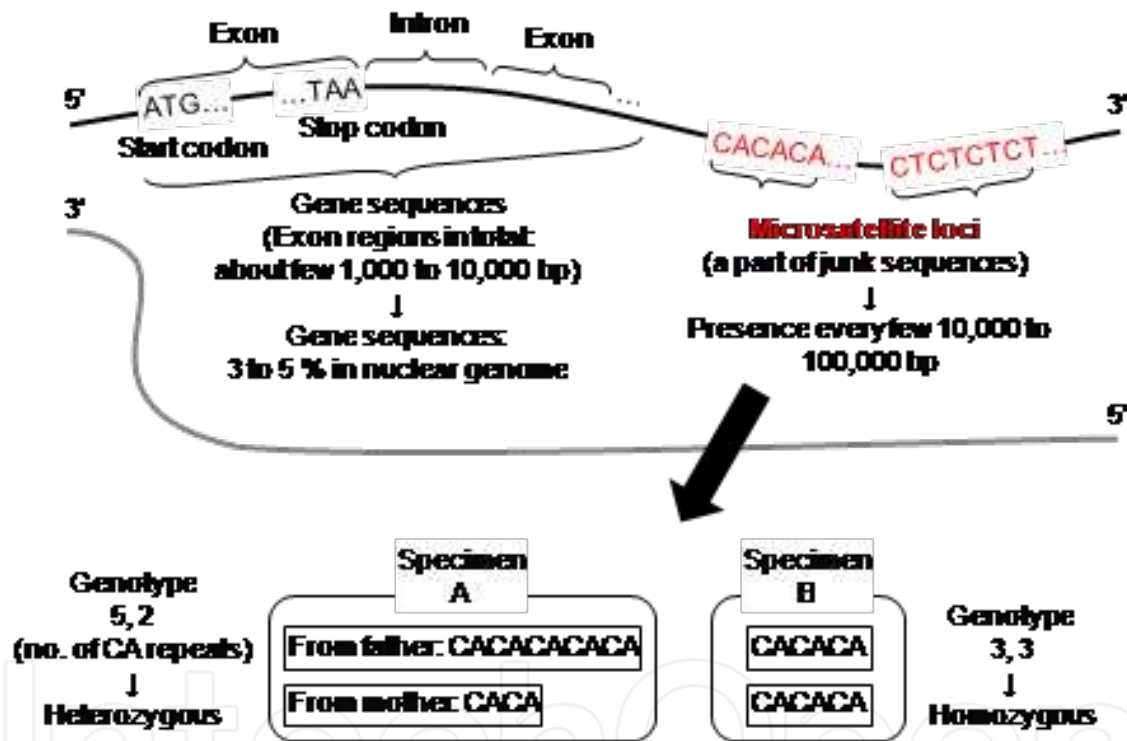 Exon
Intron
Exon
5'
ATG...
...TAA
...
3'
Start codon
Stop codon
CACACA...
CTCTCTCT...
3'
Gene sequences
(Exon regions in total:
about few 1,000 to 10,000 bp)
↓
Gene sequences:
3 to 5 % in nuclear genome
Microsatellite loci
(a part of junk sequences)
↓
Presence every few 10,000 to
100,000 bp
5'
Genotype
5, 2
(no. of CA repeats)
↓
Heterozygous
Specimen
A
From father: CACACACACA
From mother: CACA
Specimen
B
CACACA
CACACA
Genotype
3, 3
↓
Homozygous